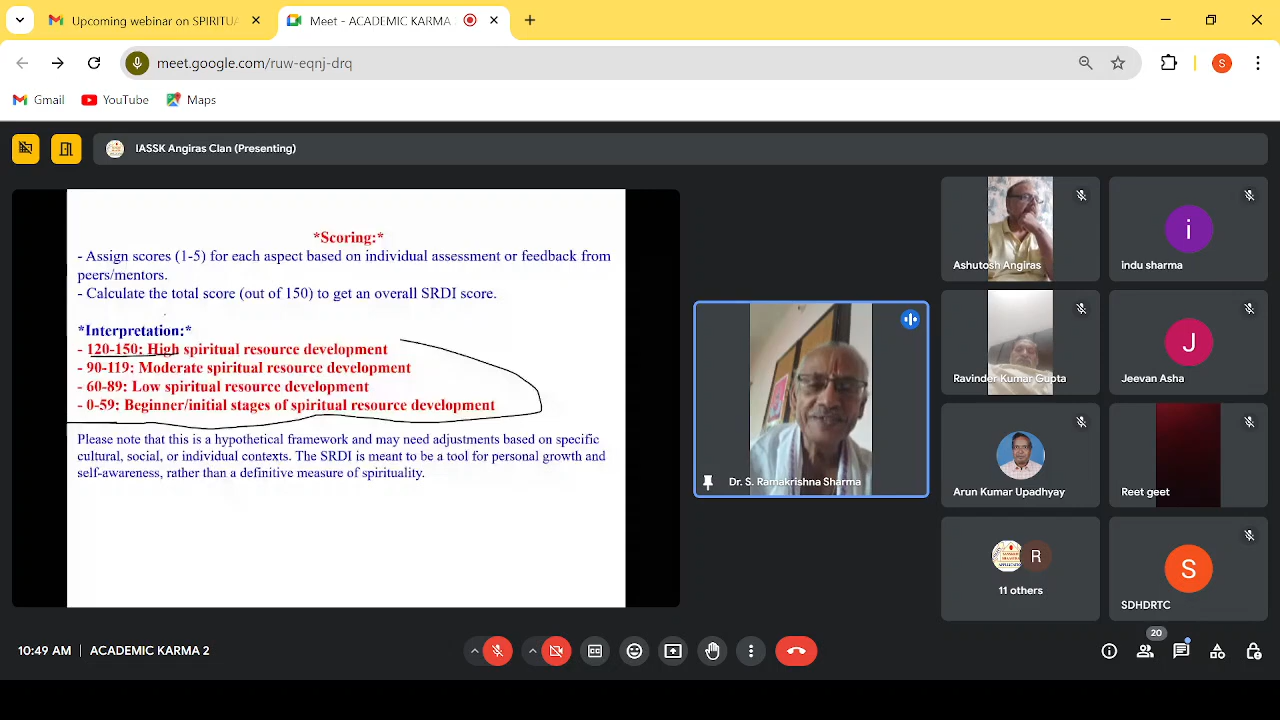 Upcoming webinar on SPIRITUA
Meet - ACADEMIC KARMA
meet.google.com/ruw-eqnj-drq
S
Gmail
YouTube
Maps
IASSK Angiras Clan (Presenting)
*Scoring:*
- Assign scores (1-5) for each aspect based on individual assessment or feedback from
peers/mentors.
- Calculate the total score (out of 150) to get an overall SRDI score.
*Interpretation:*
- 120-150: High spiritual resource development
- 90-119: Moderate spiritual resource development
- 60-89: Low spiritual resource development
- 0-59: Beginner/initial stages of spiritual resource development
Please note that this is a hypothetical framework and may need adjustments based on specific
cultural, social, or individual contexts. The SRDI is meant to be a tool for personal growth and
self-awareness, rather than a definitive measure of spirituality.
Dr. S. Ramakrishna Sharma
Ashutosh Angiras
i
indu sharma
Ravinder Kumar Gupta
J
Jeevan Asha
Arun Kumar Upadhyay
Reet geet
R
11 others
S
SDHDRTC
10:49 AM
ACADEMIC KARMA 2
20